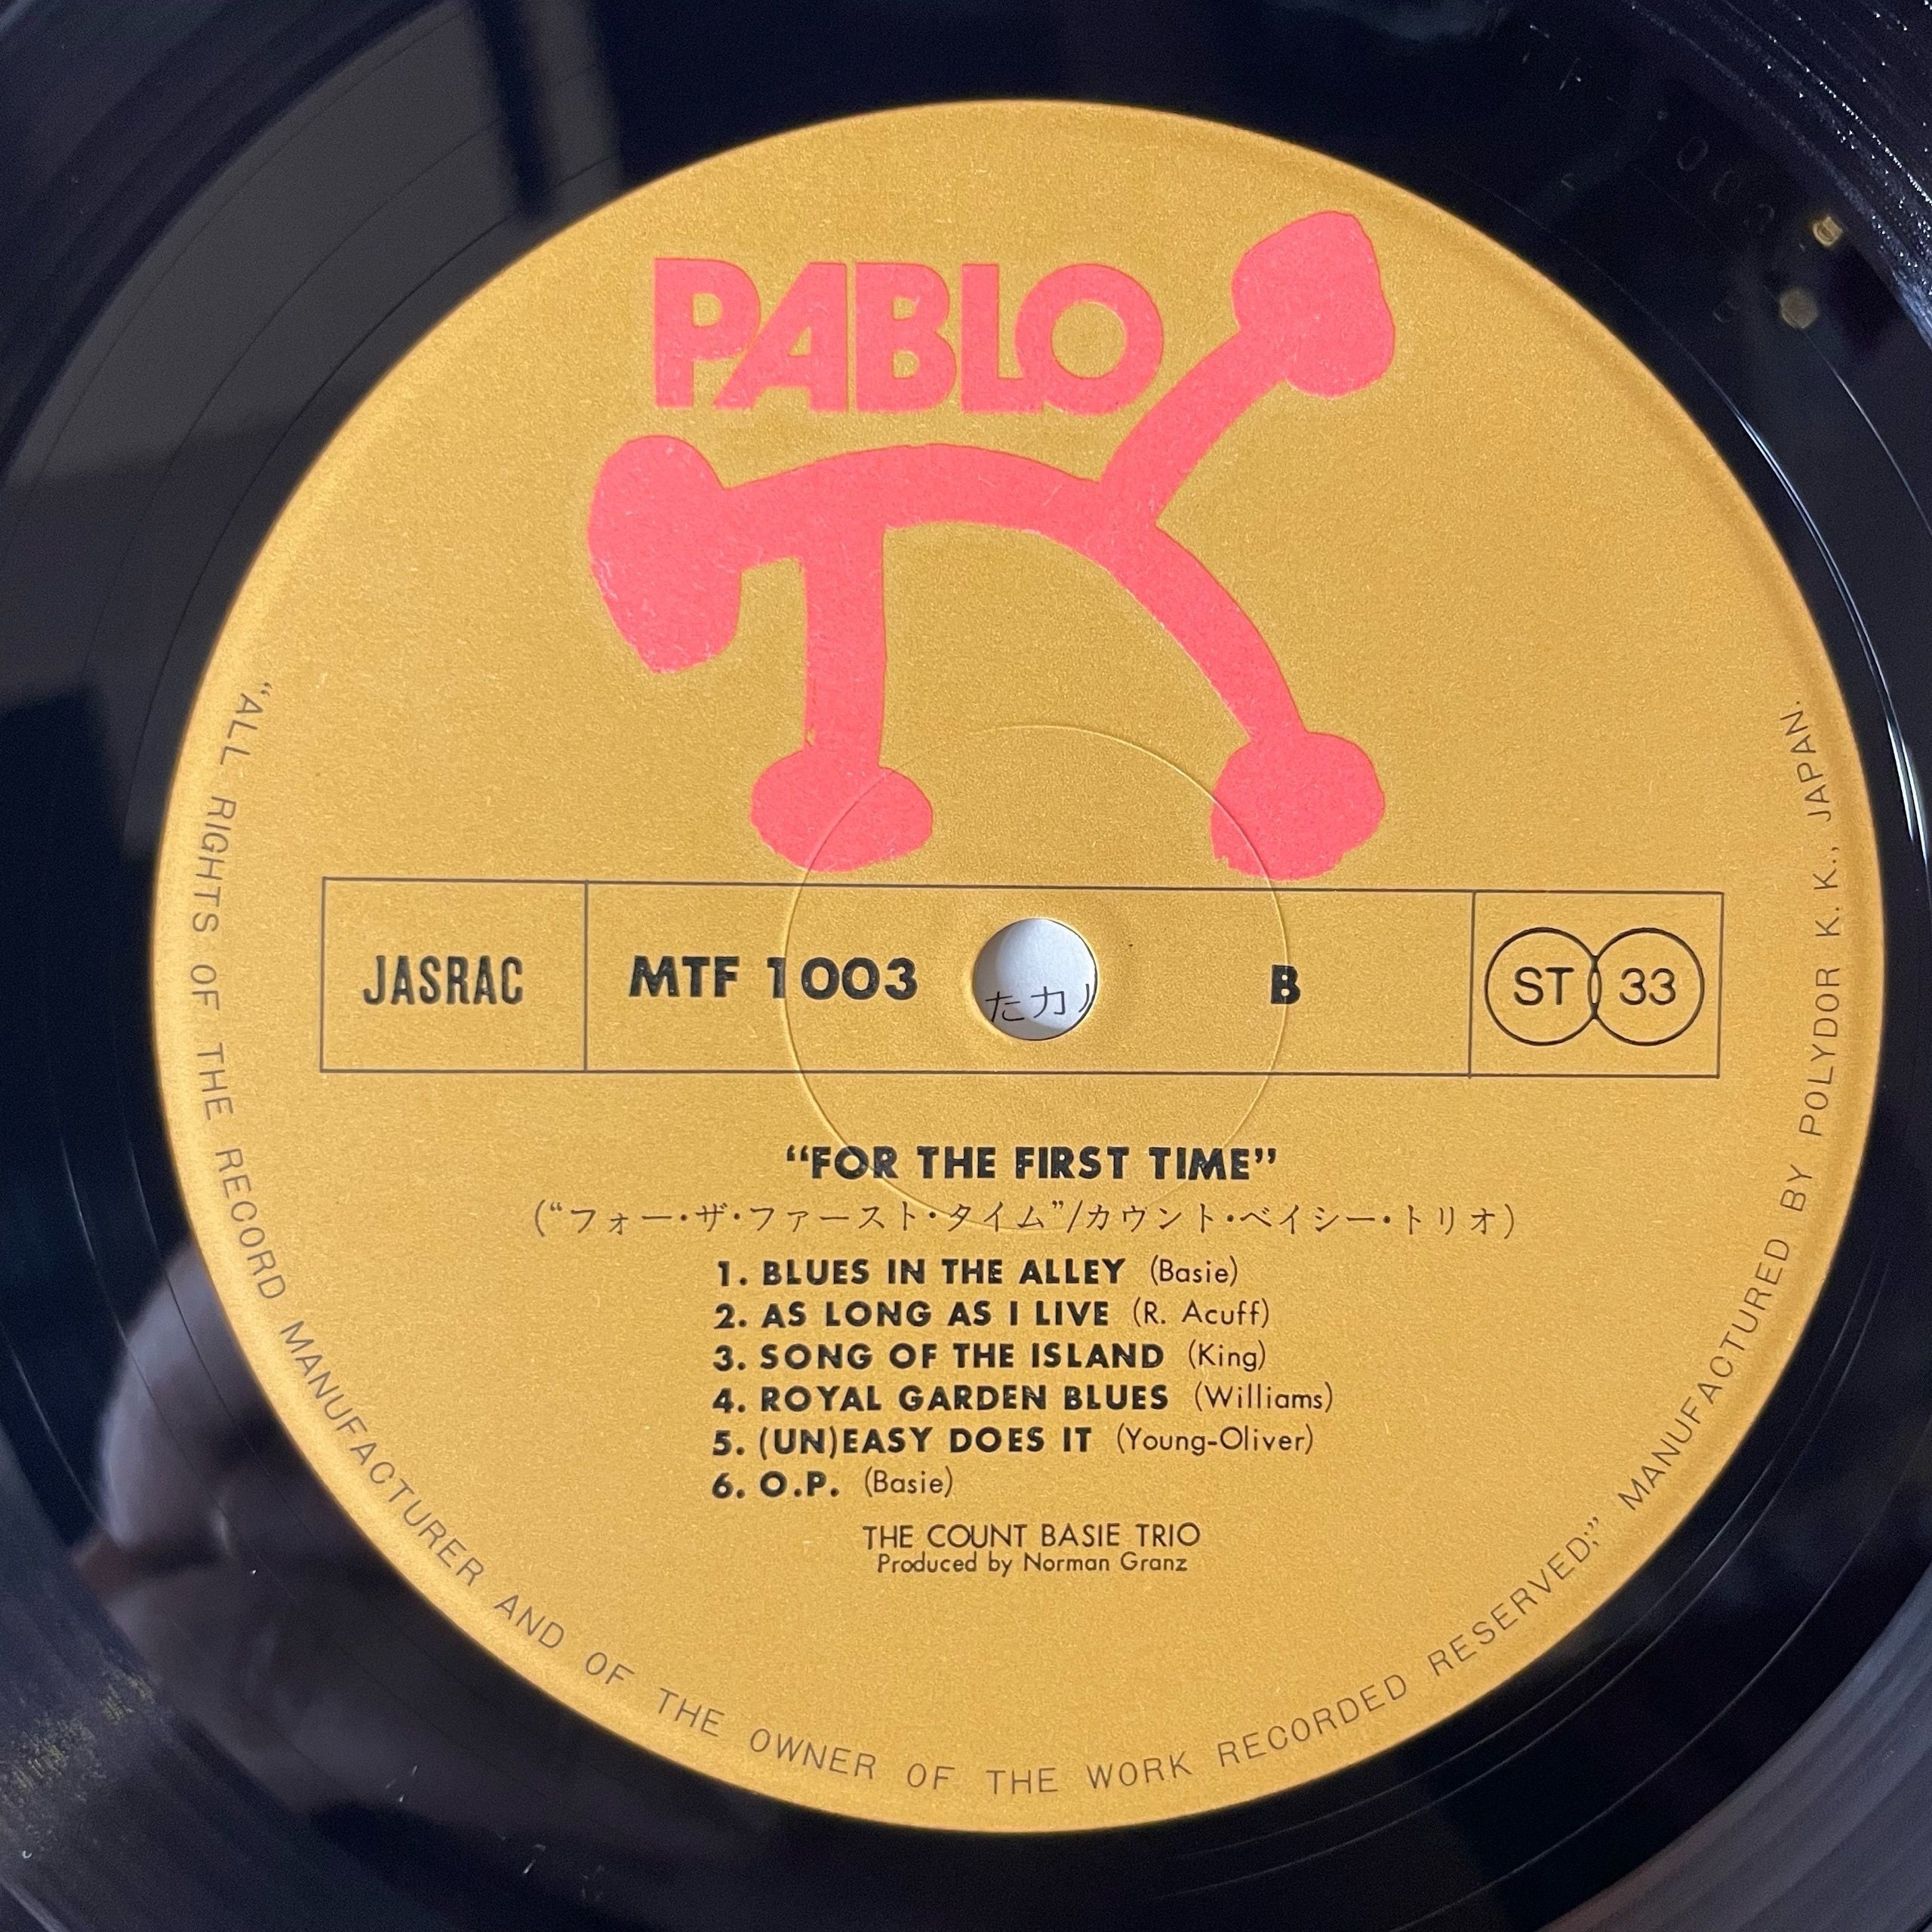 PABLO
JASRAC
MTF 1003
たカ
B
ST 33
“FOR THE FIRST TIME”
(“フォー・ザ・ファースト・タイム”/カウント・ベイシー・トリオ)
1. BLUES IN THE ALLEY (Basie)
2. AS LONG AS I LIVE (R. Acuff)
3. SONG OF THE ISLAND (King)
4. ROYAL GARDEN BLUES (Williams)
5. (UN)EASY DOES IT (Young-Oliver)
6. O.P. (Basie)
THE COUNT BASIE TRIO
Produced by Norman Granz
“ALL RIGHTS OF THE RECORD MANUFACTURER AND OF THE OWNER OF THE WORK RECORDED RESERVED;” MANUFACTURED BY POLYDOR K. K., JAPAN.